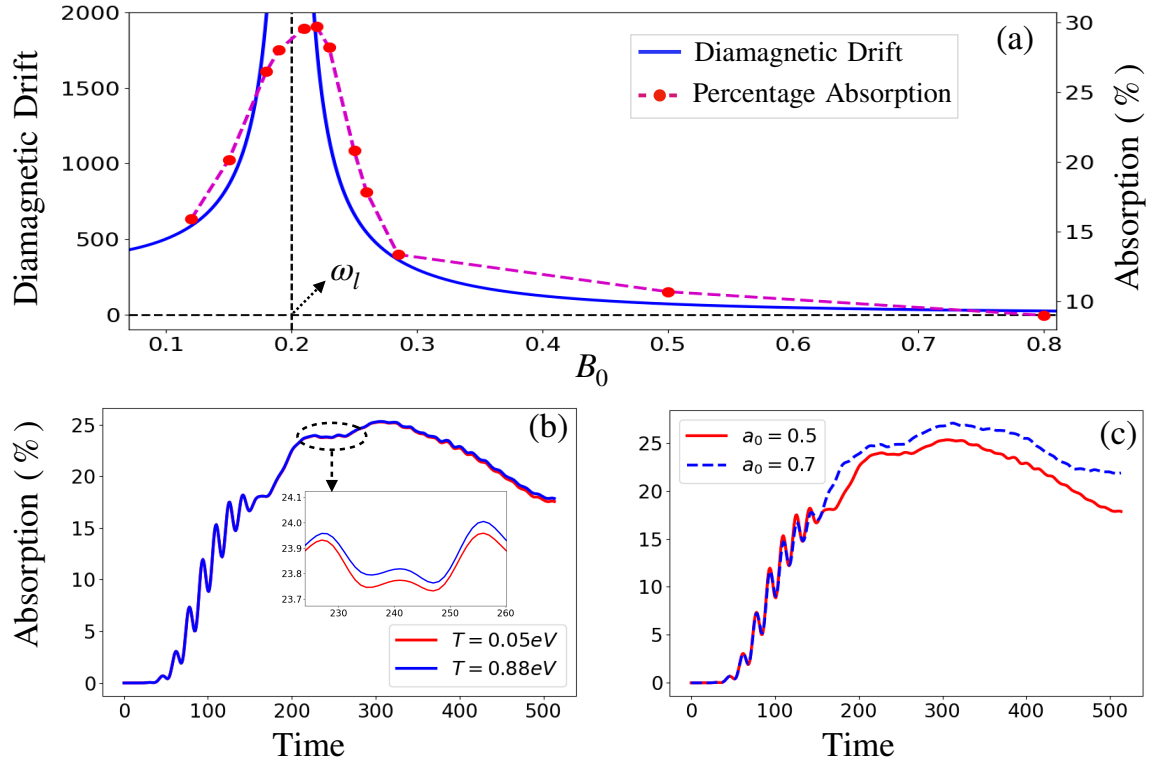 (a)
Diamagnetic Drift
2000
1500
1000
500
0
Diamagnetic Drift
Percentage Absorption
ω_l
30
25
20
15
10
Absorption (%)
0.1 0.2 0.3 0.4 0.5 0.6 0.7 0.8
B_0
(b)
Absorption (%)
25
20
15
10
5
0
24.1
24.0
23.9
23.8
23.7
230 240 250 260
T = 0.05eV
T = 0.88eV
0 100 200 300 400 500
Time
(c)
25
20
15
10
5
0
a_0 = 0.5
a_0 = 0.7
0 100 200 300 400 500
Time